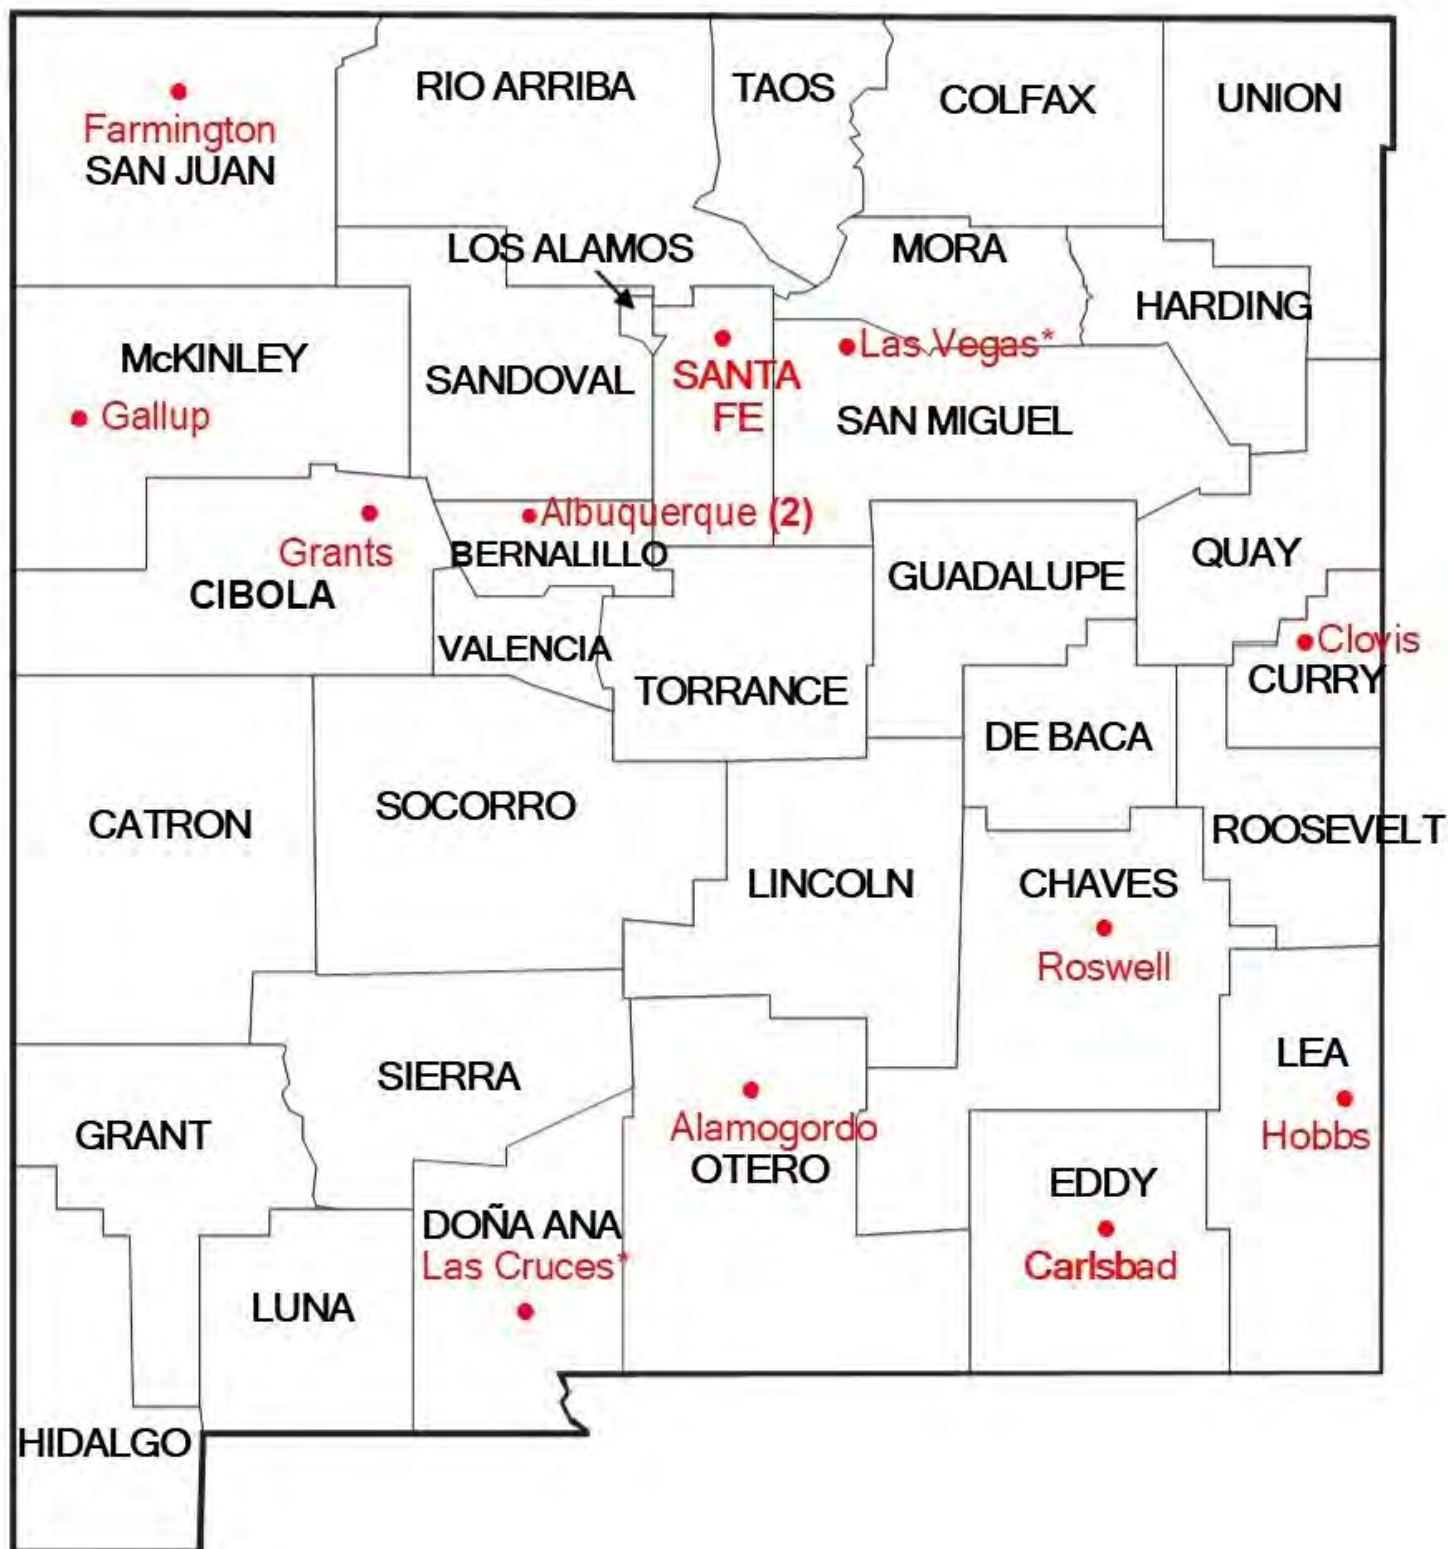 RIO ARRIBA
TAOS
COLFAX
UNION
Farmington
SAN JUAN
LOS ALAMOS
MORA
HARDING
McKINLEY
Gallup
SANDOVAL
SANTA
FE
Las Vegas*
SAN MIGUEL
Grants
CIBOLA
Albuquerque (2)
BERNALILLO
GUADALUPE
QUAY
VALENCIA
TORRANCE
Clovis
CURRY
DE BACA
CATRON
SOCORRO
ROOSEVELT
LINCOLN
CHAVES
Roswell
SIERRA
LEA
Hobbs
GRANT
Alamogordo
OTERO
EDDY
Carlsbad
DOÑA ANA
Las Cruces*
LUNA
HIDALGO